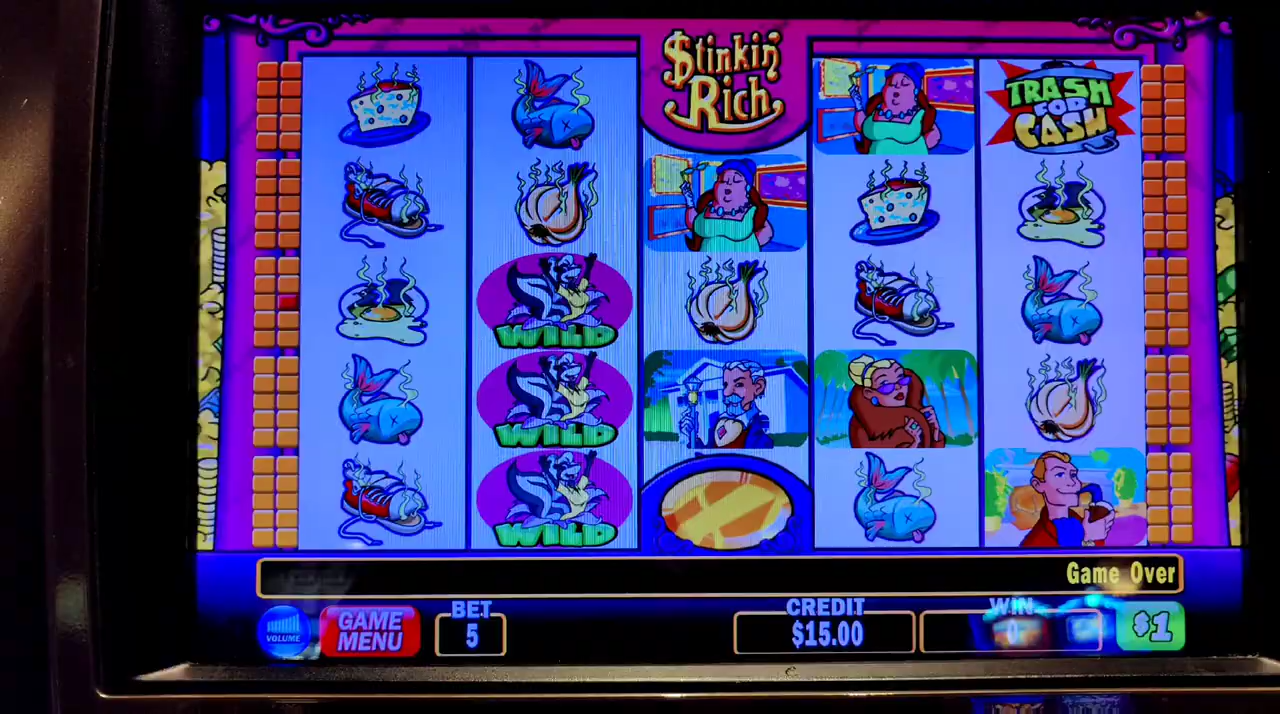 $tinkin'
Rich
TRASH
FOR
CASH
WILD
WILD
WILD
Game Over
VOLUME
GAME
MENU
BET
5
CREDIT
$15.00
WIN
0
$1